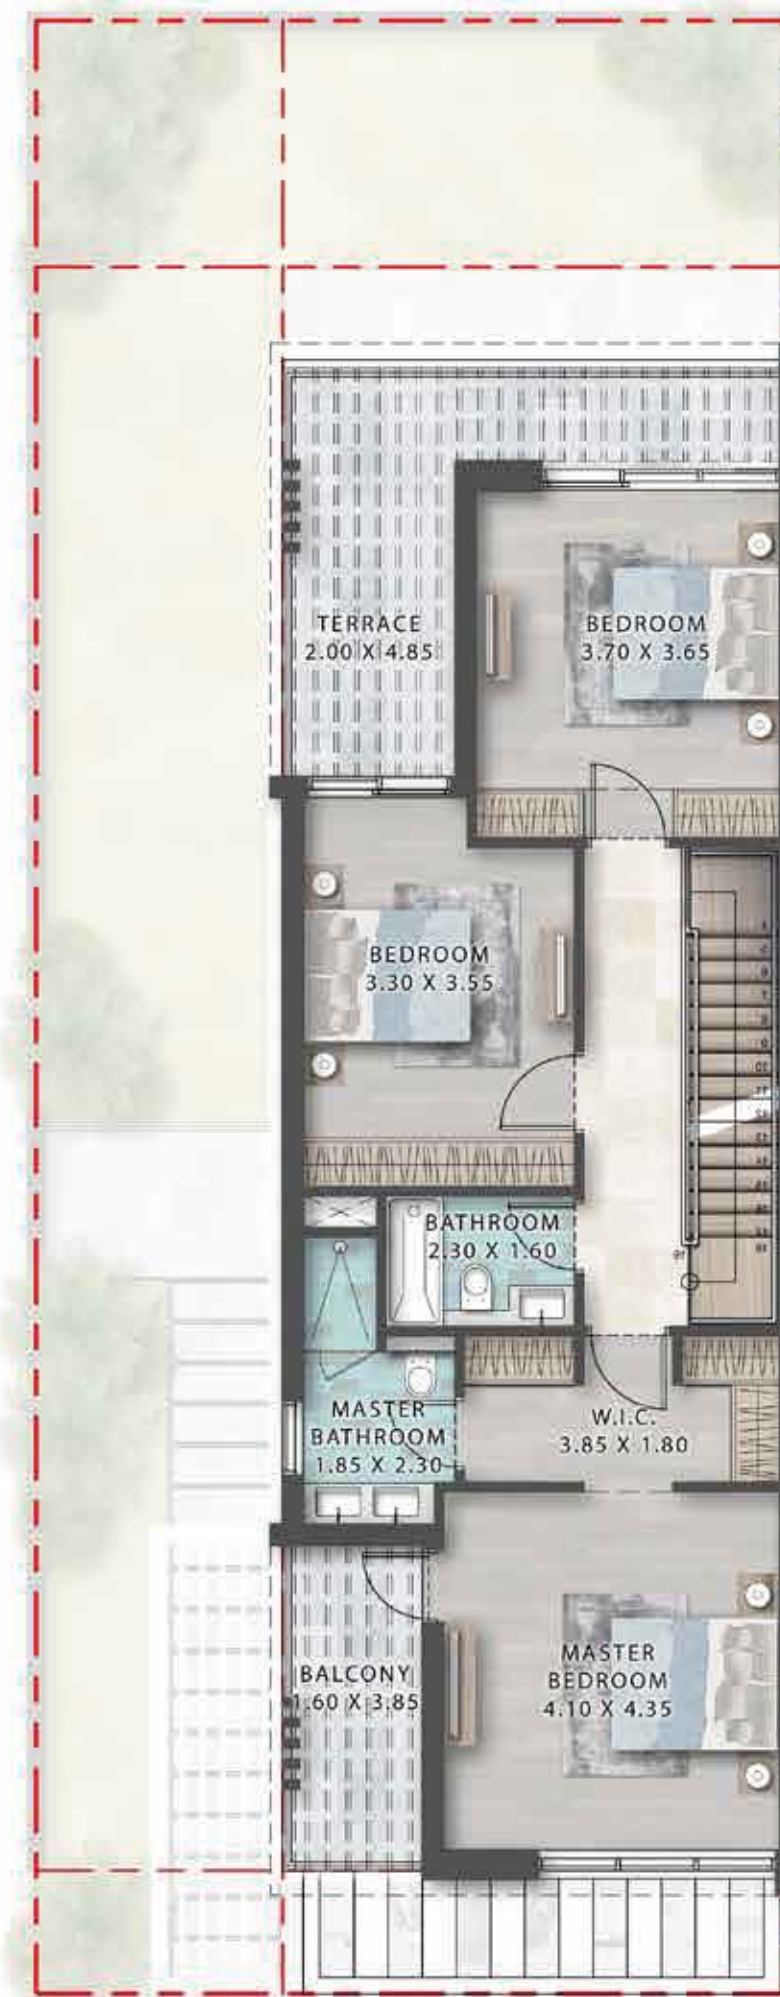 TERRACE
2.00 X 4.85
BEDROOM
3.70 X 3.65
BEDROOM
3.30 X 3.55
BATHROOM
2.30 X 1.60
MASTER
BATHROOM
1.85 X 2.30
W.I.C.
3.85 X 1.80
BALCONY
1.60 X 3.85
MASTER
BEDROOM
4.10 X 4.35